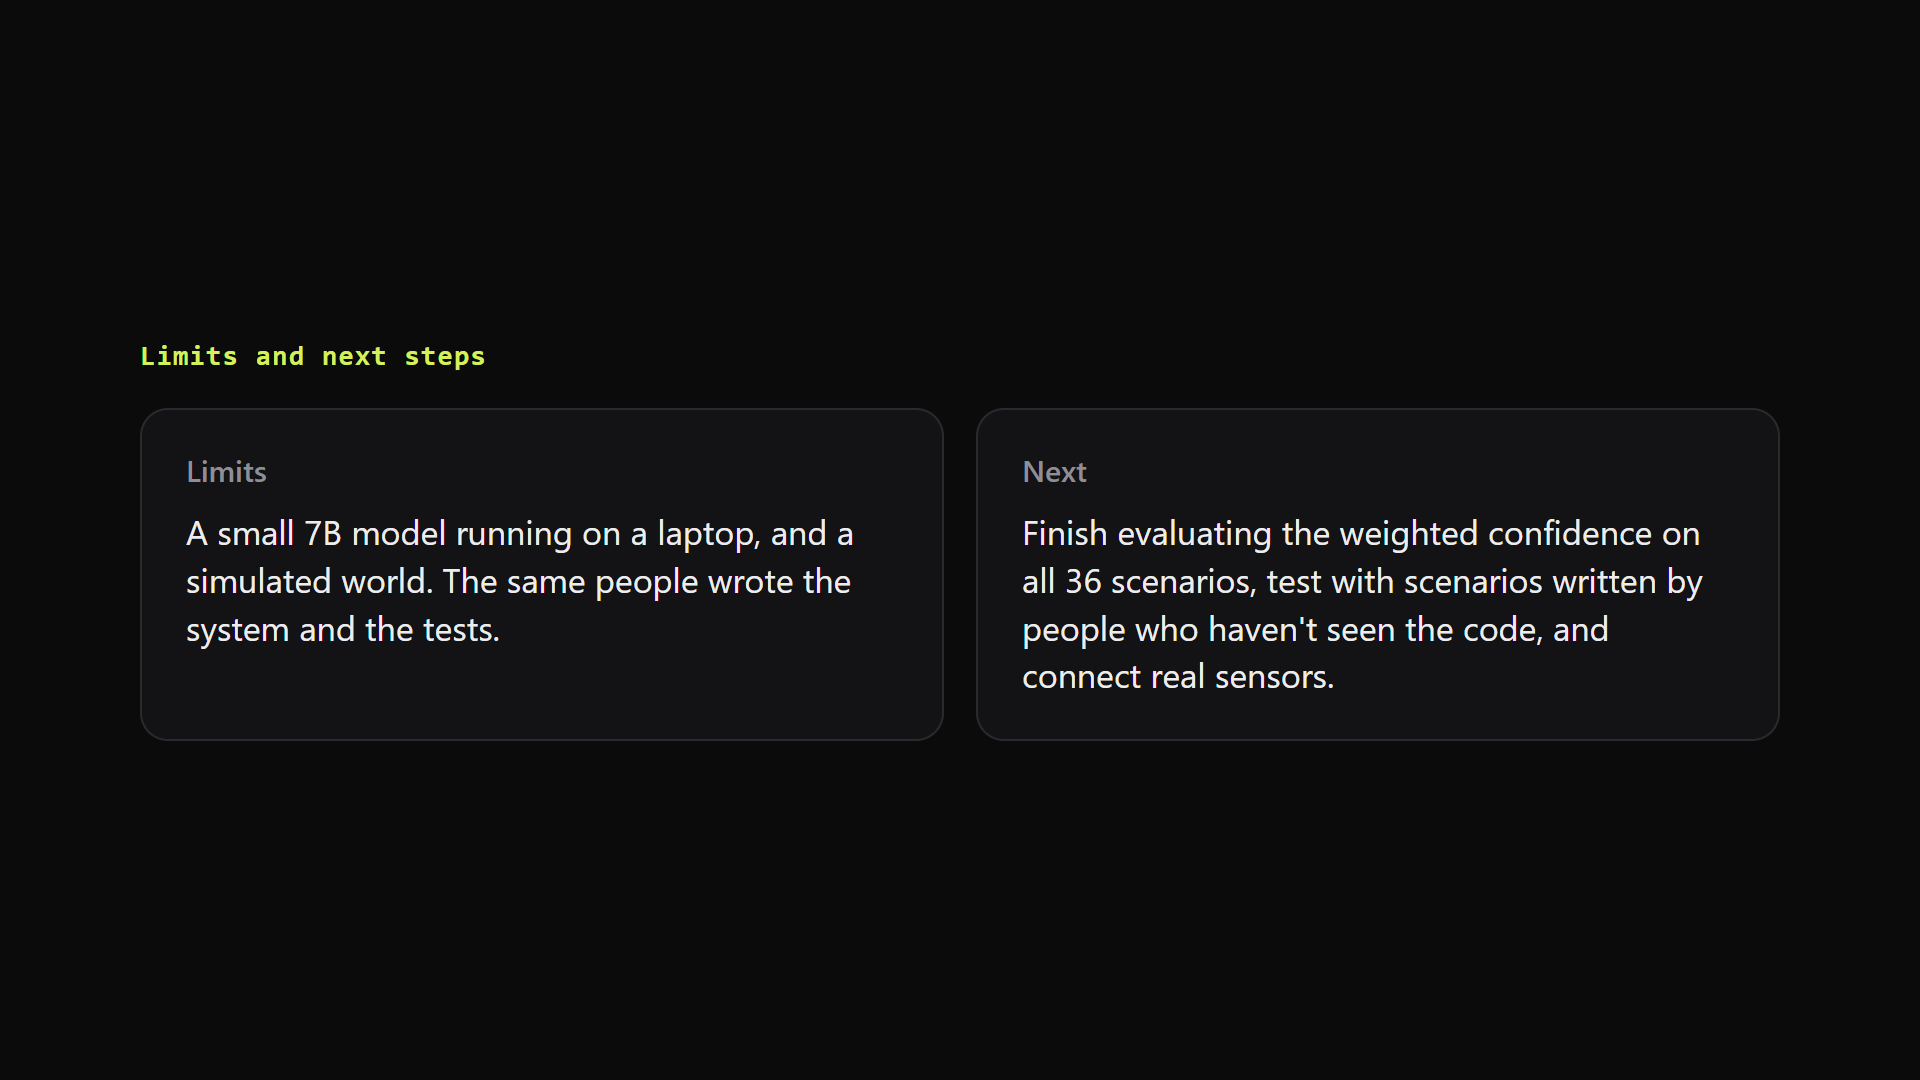 Limits and next steps
Limits
A small 7B model running on a laptop, and a
simulated world. The same people wrote the
system and the tests.
Next
Finish evaluating the weighted confidence on
all 36 scenarios, test with scenarios written by
people who haven't seen the code, and
connect real sensors.